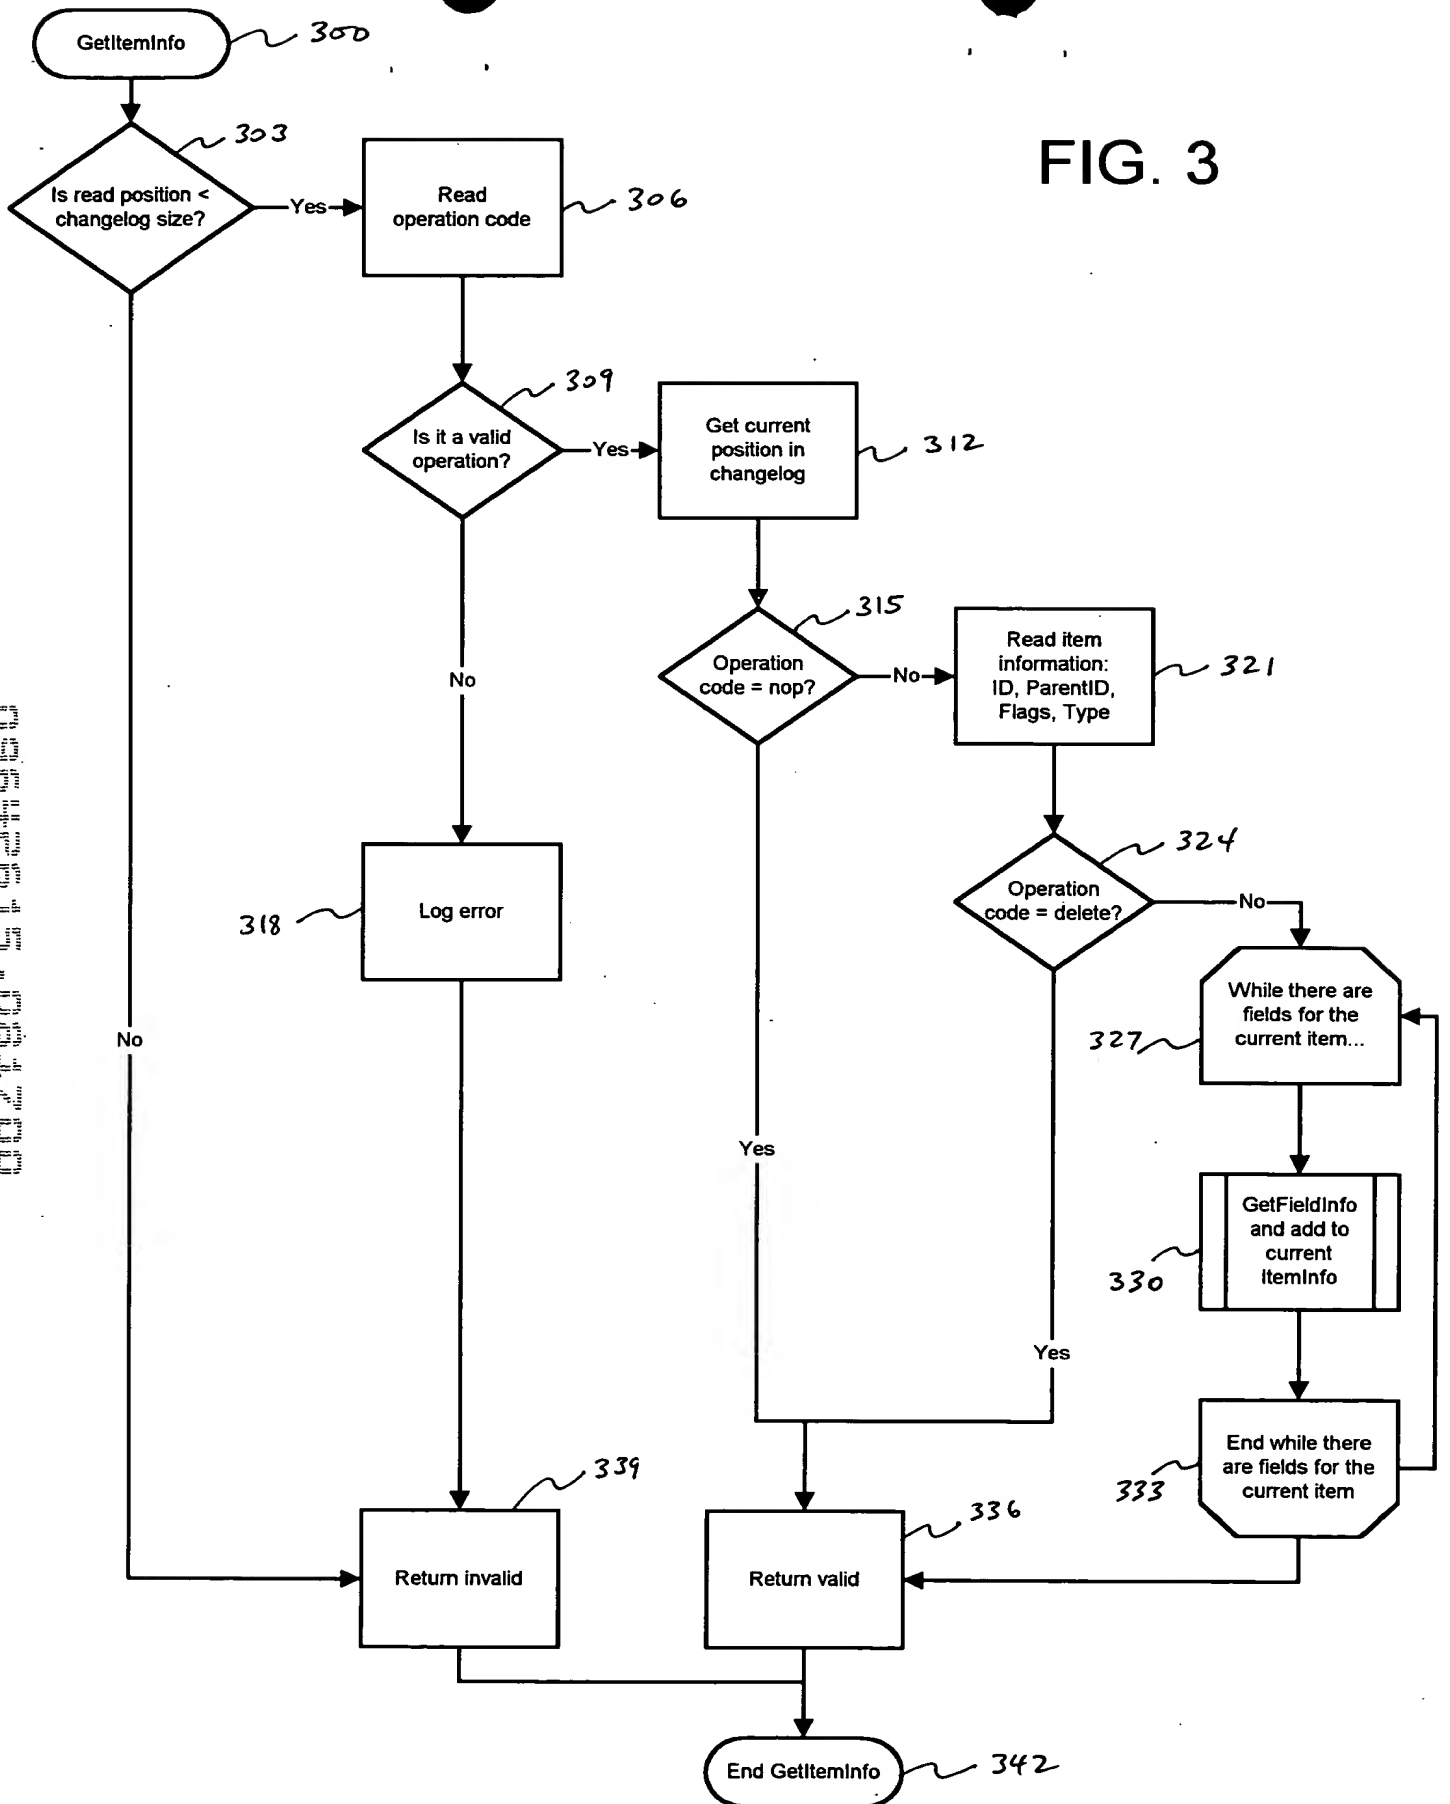 GetItemInfo
300
303
Is read position <
changelog size?
Yes
Read
operation code
306
FIG. 3
309
Is it a valid
operation?
Yes
Get current
position in
changelog
312
315
Operation
code = nop?
No
Read item
information:
ID, ParentID,
Flags, Type
321
No
324
Operation
code = delete?
No
318
Log error
While there are
fields for the
current item...
327
No
Yes
GetFieldInfo
and add to
current
ItemInfo
330
Yes
End while there
are fields for the
current item
333
339
336
Return invalid
Return valid
End GetItemInfo
342